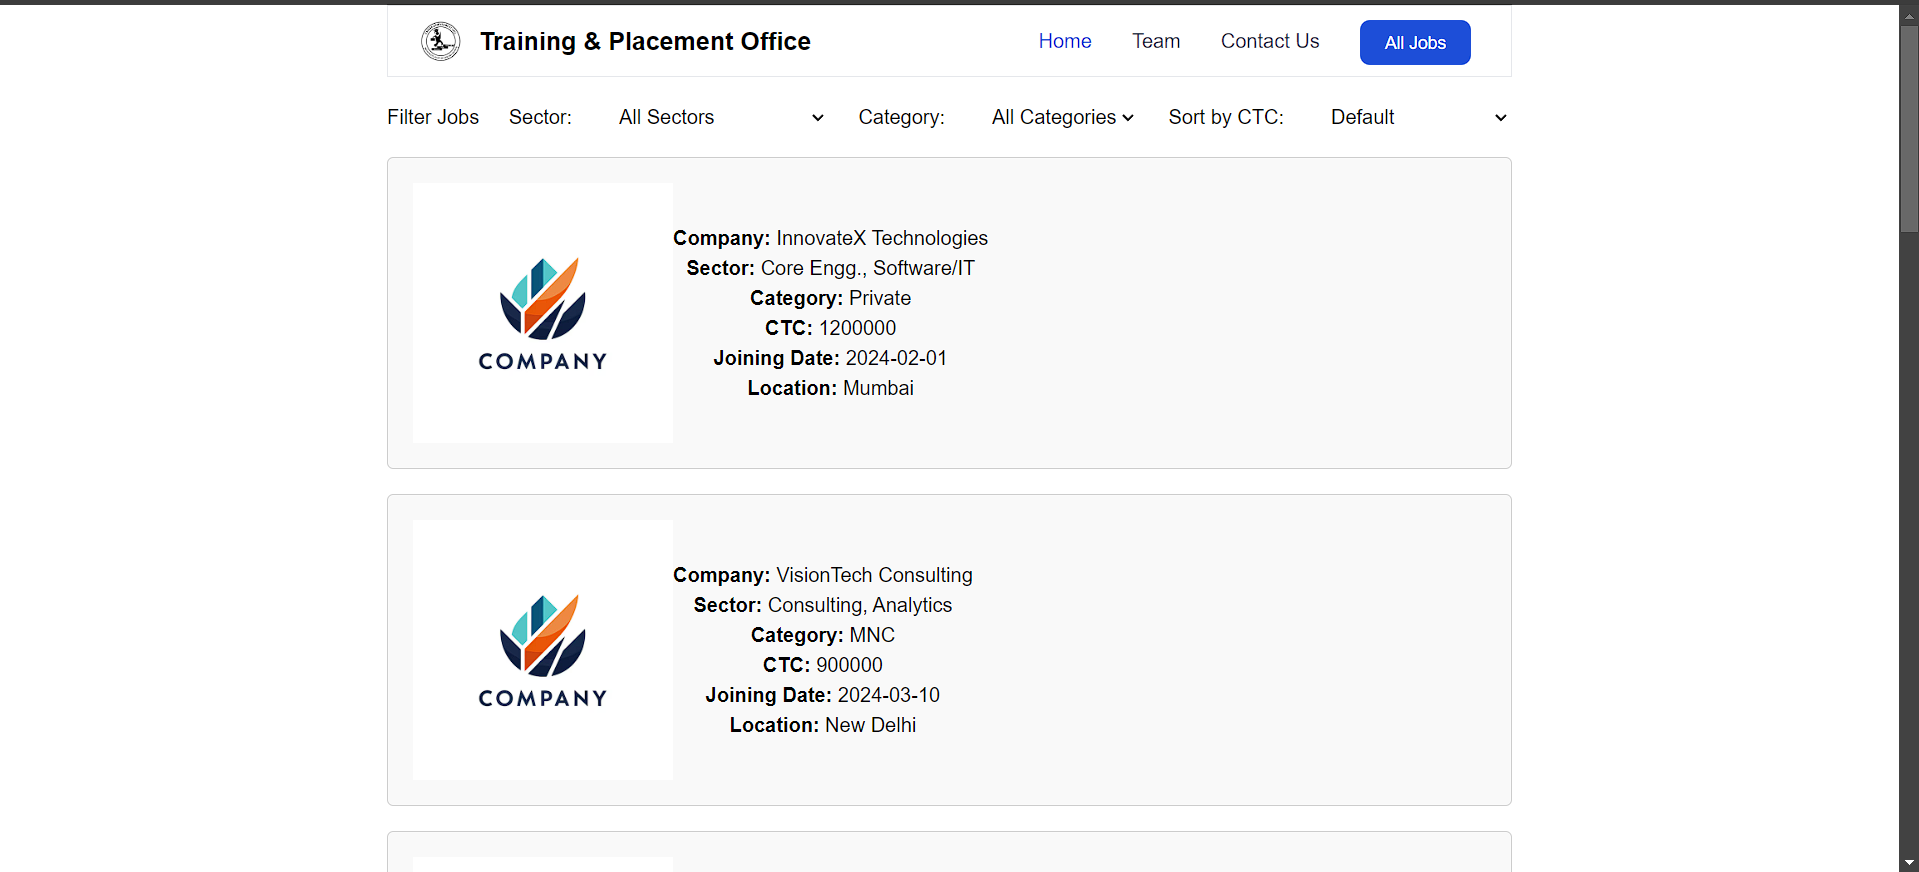 Training & Placement Office Home Team Contact Us All Jobs
Filter Jobs Sector: All Sectors Category: All Categories Sort by CTC: Default
COMPANY
Company: InnovateX Technologies
Sector: Core Engg., Software/IT
Category: Private
CTC: 1200000
Joining Date: 2024-02-01
Location: Mumbai
COMPANY
Company: VisionTech Consulting
Sector: Consulting, Analytics
Category: MNC
CTC: 900000
Joining Date: 2024-03-10
Location: New Delhi